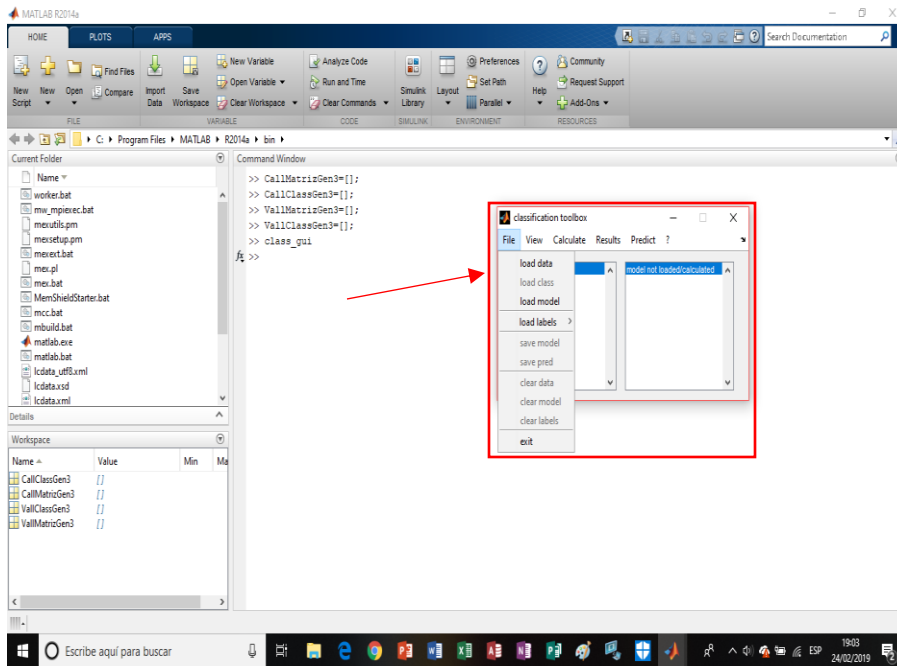 MATLAB R2014a
HOME PLOTS APPS
Search Documentation
New Script
New
Open
Find Files
Compare
Import Data
Save Workspace
New Variable
Open Variable
Clear Workspace
Analyze Code
Run and Time
Clear Commands
Simulink Library
Layout
Preferences
Set Path
Parallel
Help
Community
Request Support
Add-Ons
FILE VARIABLE CODE SIMULINK ENVIRONMENT RESOURCES
C: Program Files MATLAB R2014a bin
Current Folder
Name
worker.bat
mw_mpiexec.bat
mexutils.pm
mexsetup.pm
mexext.bat
mex.pl
mex.bat
MemShieldStarter.bat
mcc.bat
mbuild.bat
matlab.exe
matlab.bat
lcdata_utf8.xml
lcdata.xsd
lcdata.xml
Details
Workspace
Name Value Min Ma
CallClassGen3 []
CallMatrizGen3 []
VallClassGen3 []
VallMatrizGen3 []
Command Window
>> CallMatrizGen3=[];
>> CallClassGen3=[];
>> VallMatrizGen3=[];
>> VallClassGen3=[];
>> class_gui
fx >>
classification toolbox
File View Calculate Results Predict ?
load data
load class
load model
load labels
save model
save pred
clear data
clear model
clear labels
exit
model not loaded/calculated
Escribe aquí para buscar
ESP
19:03
24/02/2019